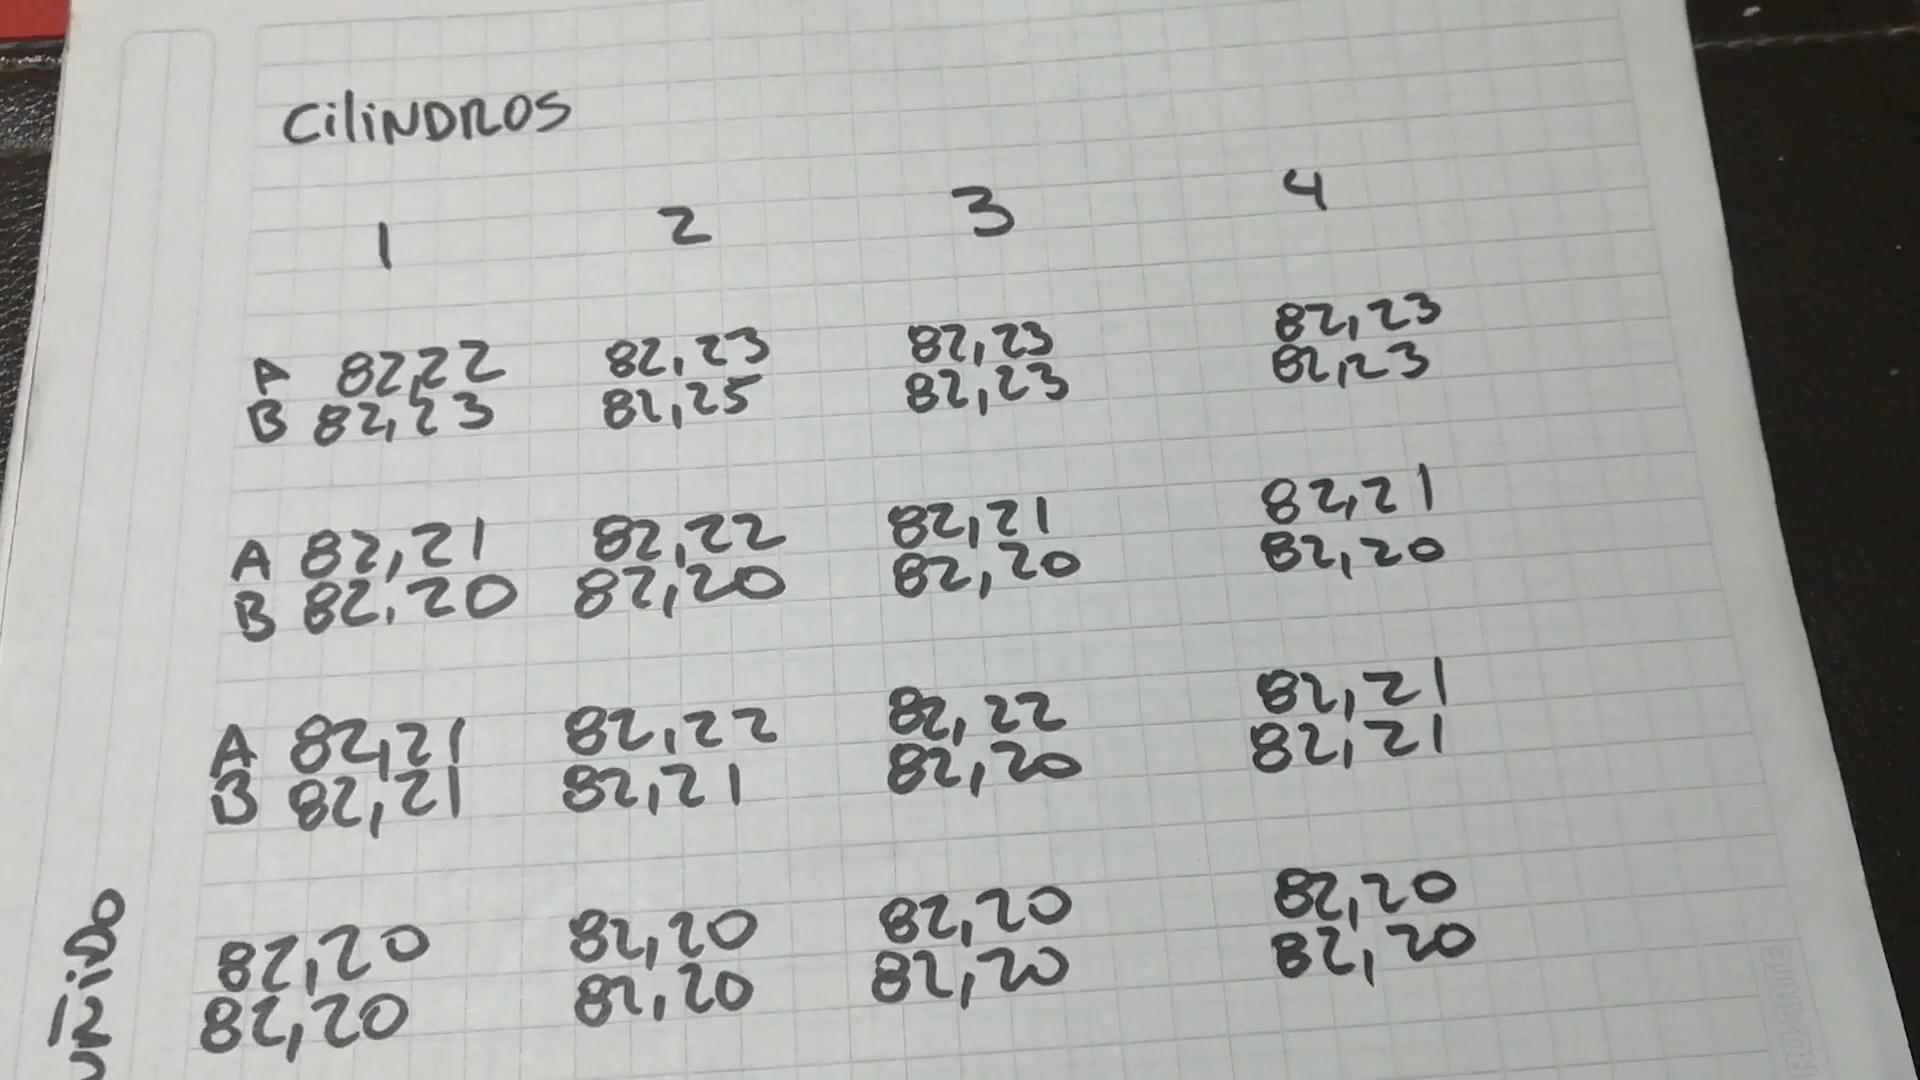 CiliNDROS
1 2 3 4
A 82,22 82,23 82,23 82,23
B 82,23 82,25 82,23 82,23
A 82,21 82,22 82,21 82,21
B 82,20 82,20 82,20 82,20
A 82,21 82,22 82,22 82,21
B 82,21 82,21 82,20 82,21
82,20 82,20 82,20 82,20
82,20 82,20 82,20 82,20